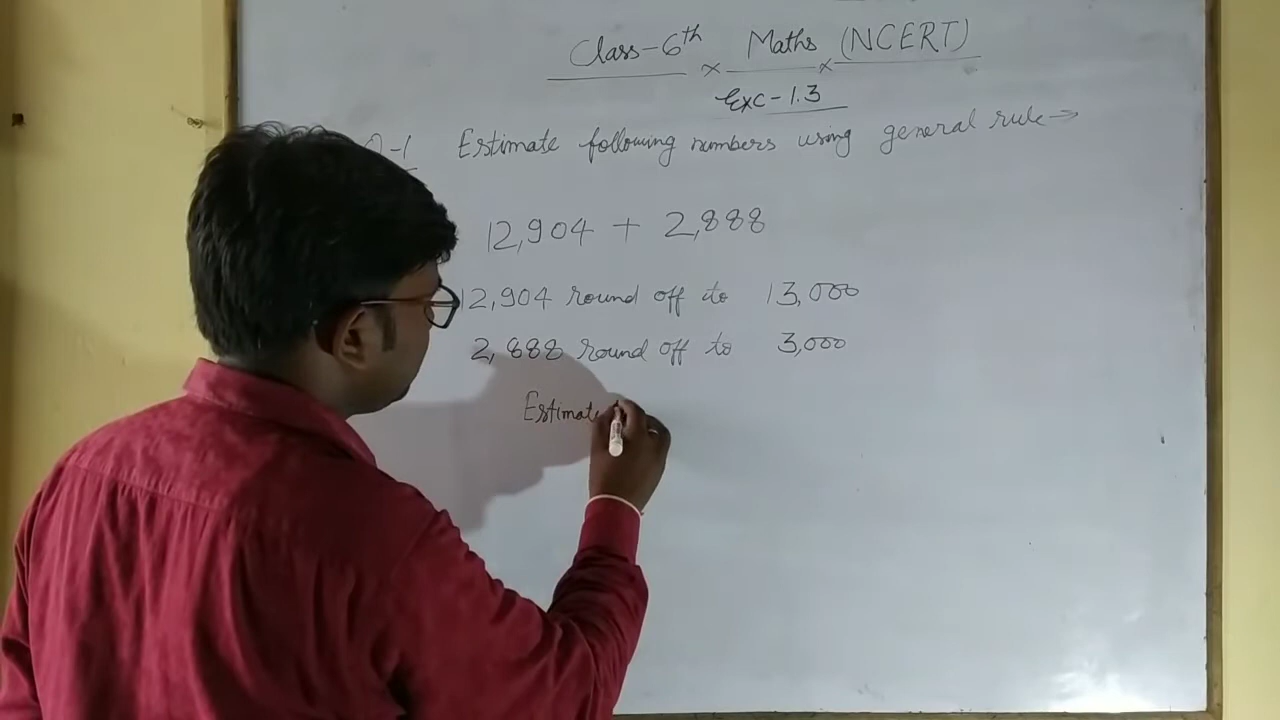 Class-6th × Maths × (NCERT)
Exc-1.3
Q-1 Estimate following numbers using general rule→
12,904 + 2,888
12,904 round off to 13,000
2,888 round off to 3,000
Estimate